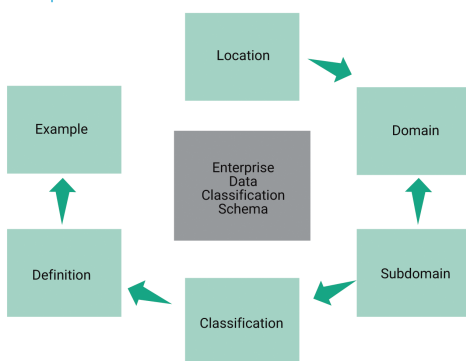 Location
Example
Domain
Enterprise
Data
Classification
Schema
Definition
Subdomain
Classification